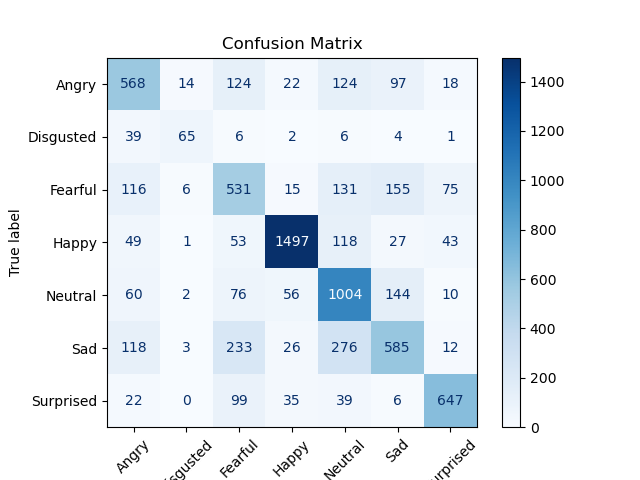 Confusion Matrix
Angry 568 14 124 22 124 97 18
Disgusted 39 65 6 2 6 4 1
Fearful 116 6 531 15 131 155 75
Happy 49 1 53 1497 118 27 43
Neutral 60 2 76 56 1004 144 10
Sad 118 3 233 26 276 585 12
Surprised 22 0 99 35 39 6 647
True label
Angry sgusted Fearful Happy Neutral Sad rprised
1400
1200
1000
800
600
400
200
0